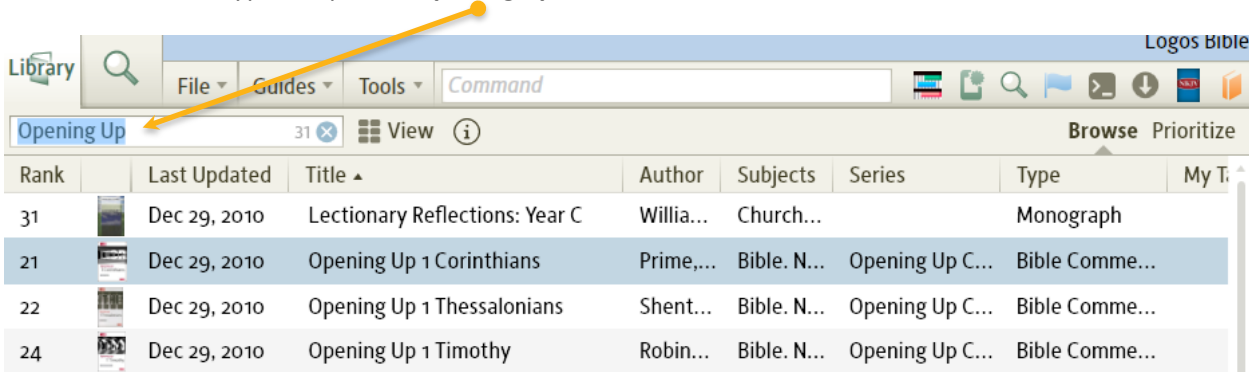 Logos Bible
Library
File Guides Tools Command
Opening Up 31 View Browse Prioritize
Rank Last Updated Title Author Subjects Series Type My Ta
31 Dec 29, 2010 Lectionary Reflections: Year C Willia... Church... Monograph
21 Dec 29, 2010 Opening Up 1 Corinthians Prime,... Bible. N... Opening Up C... Bible Comme...
22 Dec 29, 2010 Opening Up 1 Thessalonians Shent... Bible. N... Opening Up C... Bible Comme...
24 Dec 29, 2010 Opening Up 1 Timothy Robin... Bible. N... Opening Up C... Bible Comme...